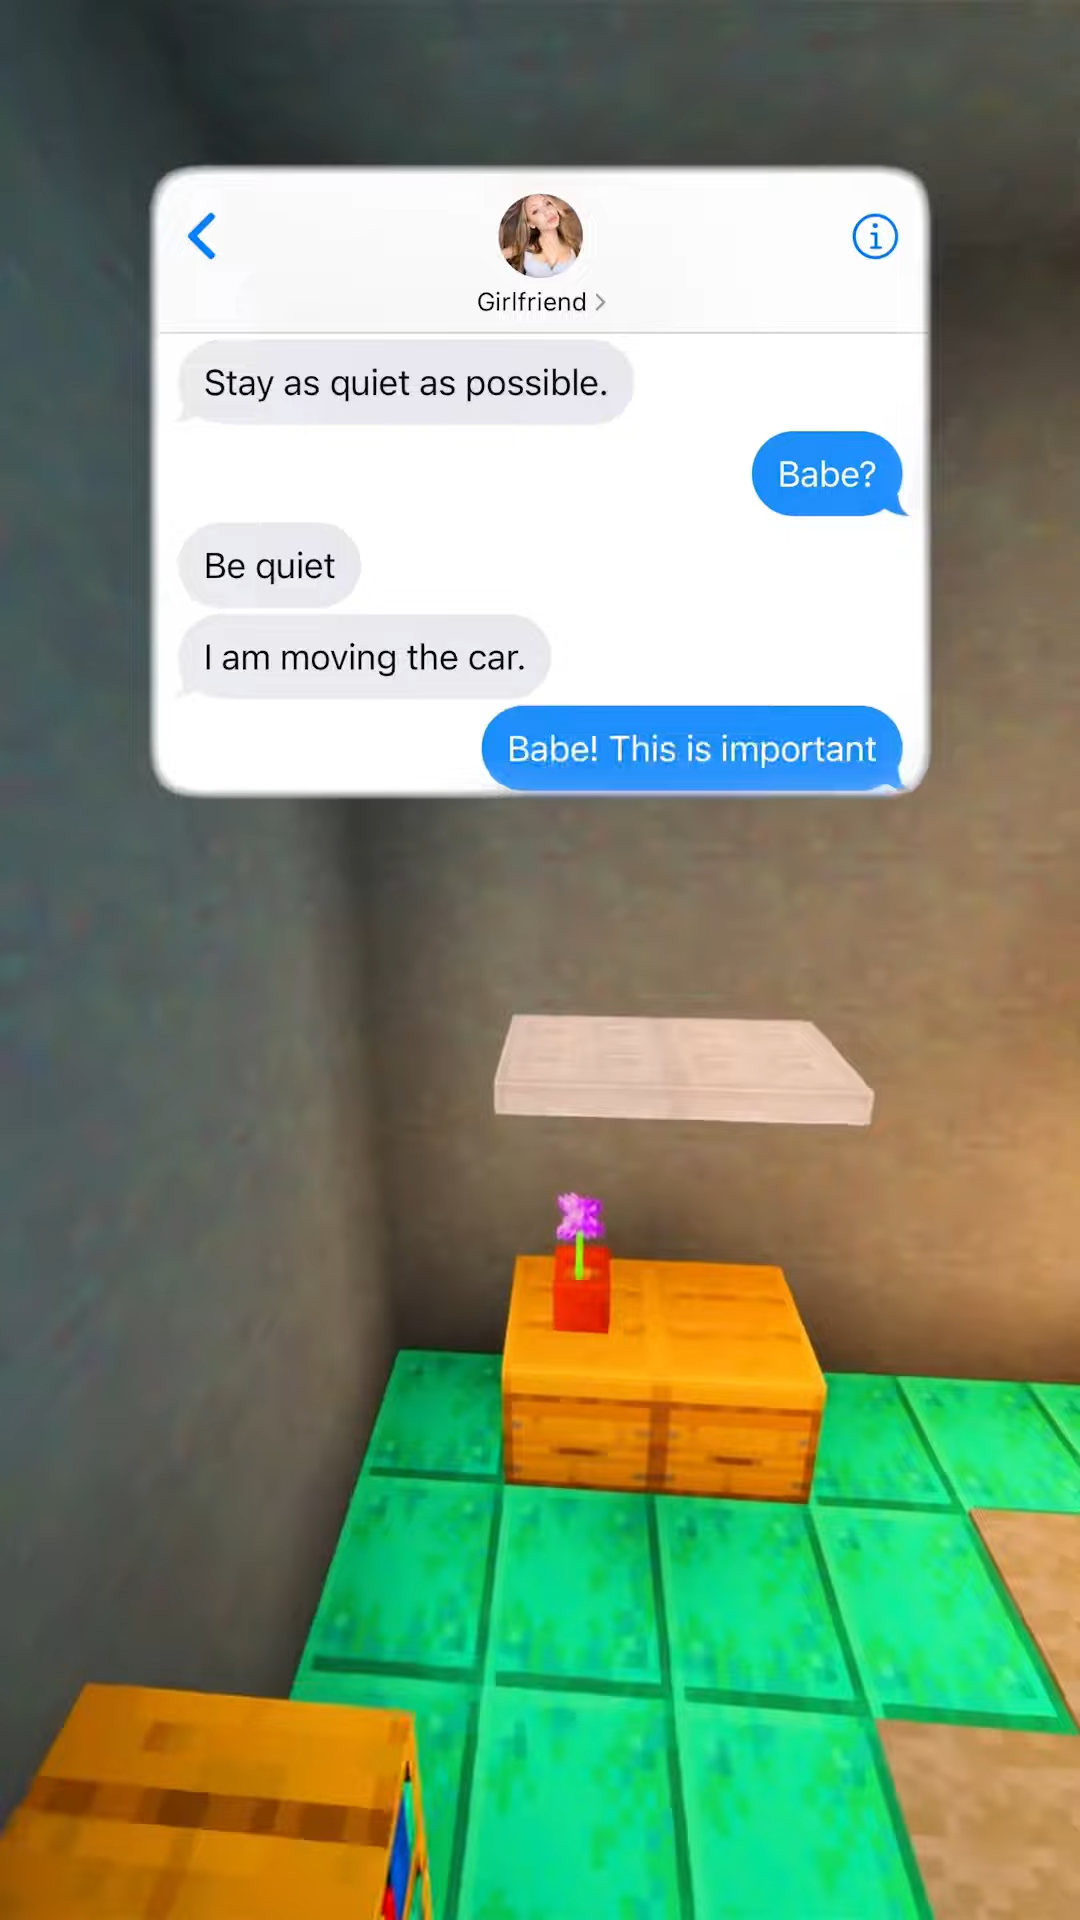 Girlfriend
Stay as quiet as possible.
Babe?
Be quiet
I am moving the car.
Babe! This is important